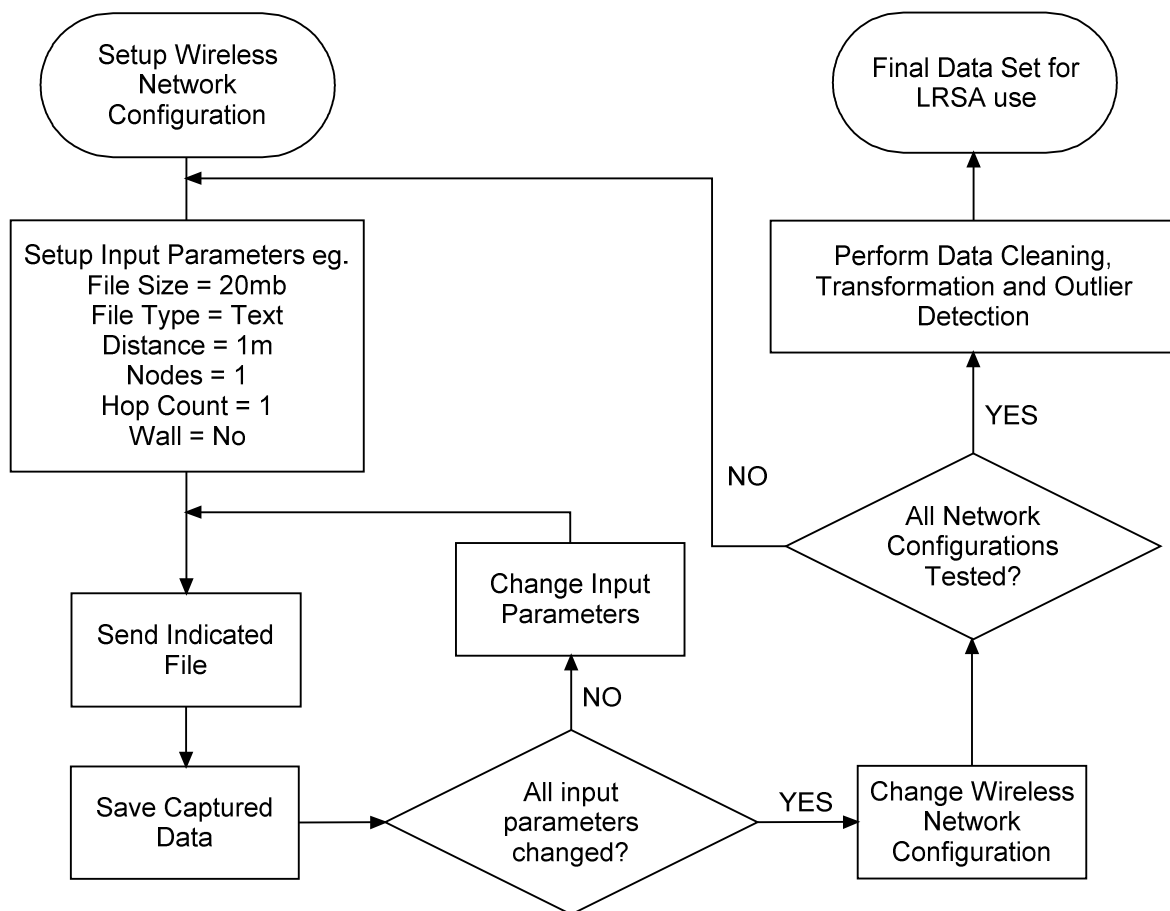 Setup Wireless
Network
Configuration
Setup Input Parameters eg.
File Size = 20mb
File Type = Text
Distance = 1m
Nodes = 1
Hop Count = 1
Wall = No
Send Indicated
File
Save Captured
Data
All input
parameters
changed?
NO
Change Input
Parameters
YES
Change Wireless
Network
Configuration
All Network
Configurations
Tested?
NO
YES
Perform Data Cleaning,
Transformation and Outlier
Detection
Final Data Set for
LRSA use